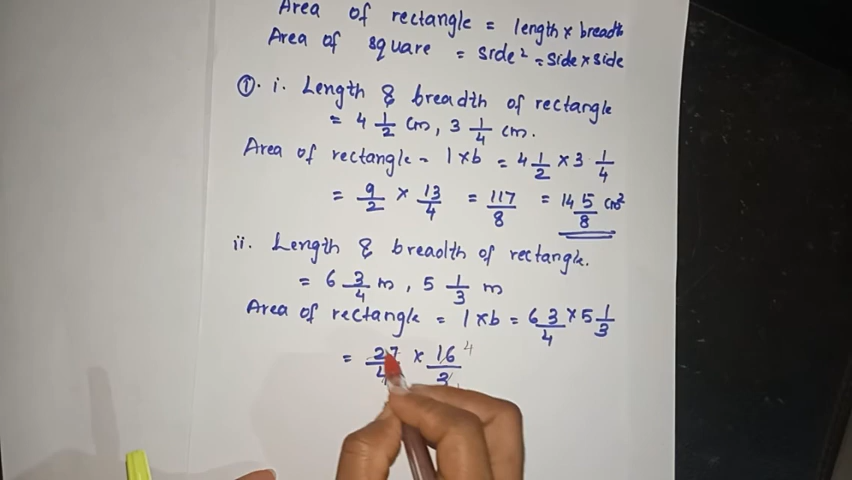 Area of rectangle = length × breadth
Area of square = side² = side × side
①. i. Length & breadth of rectangle
= 4 1/2 cm, 3 1/4 cm.
Area of rectangle = l × b = 4 1/2 × 3 1/4
= 9/2 × 13/4 = 117/8 = 14 5/8 cm²
ii. Length & breadth of rectangle.
= 6 3/4 m, 5 1/3 m
Area of rectangle = l × b = 6 3/4 × 5 1/3
= 27/4 × 16/3 4